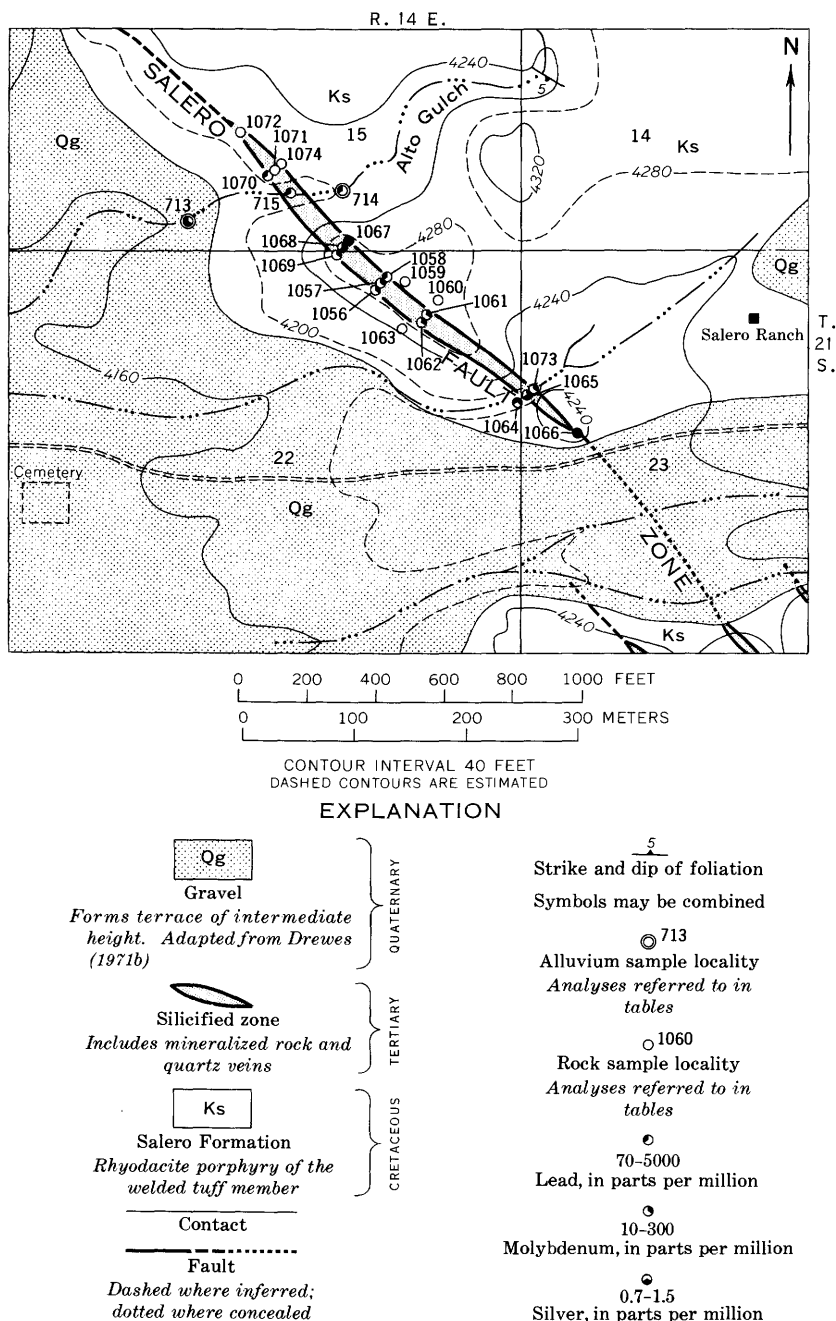 R. 14 E.
N
SALERO
FAULT
ZONE
4240
Ks
5
15
Alto Gulch
14
Ks
4320
4280
Qg
1072
1071
1074
1070
715
714
713
1067
4280
1068
1069
1058
1059
1057
1060
1056
1061
4240
Qg
T.
21
S.
Salero Ranch
4200
1063
1062
1073
1065
4160
1064
1066
4240
22
23
Cemetery
Qg
4240
Ks
0 200 400 600 800 1000 FEET
0 100 200 300 METERS
CONTOUR INTERVAL 40 FEET
DASHED CONTOURS ARE ESTIMATED
EXPLANATION
Qg
Gravel
Forms terrace of intermediate
height. Adapted from Drewes
(1971b)
QUATERNARY
Silicified zone
Includes mineralized rock and
quartz veins
TERTIARY
Ks
Salero Formation
Rhyodacite porphyry of the
welded tuff member
CRETACEOUS
Contact
Fault
Dashed where inferred;
dotted where concealed
5
Strike and dip of foliation
Symbols may be combined
713
Alluvium sample locality
Analyses referred to in
tables
1060
Rock sample locality
Analyses referred to in
tables
70–5000
Lead, in parts per million
10–300
Molybdenum, in parts per million
0.7–1.5
Silver, in parts per million